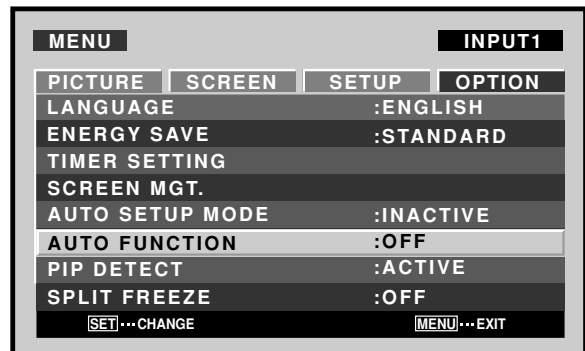 MENU INPUT1
PICTURE SCREEN SETUP OPTION
LANGUAGE :ENGLISH
ENERGY SAVE :STANDARD
TIMER SETTING
SCREEN MGT.
AUTO SETUP MODE :INACTIVE
AUTO FUNCTION :OFF
PIP DETECT :ACTIVE
SPLIT FREEZE :OFF
SET···CHANGE MENU···EXIT